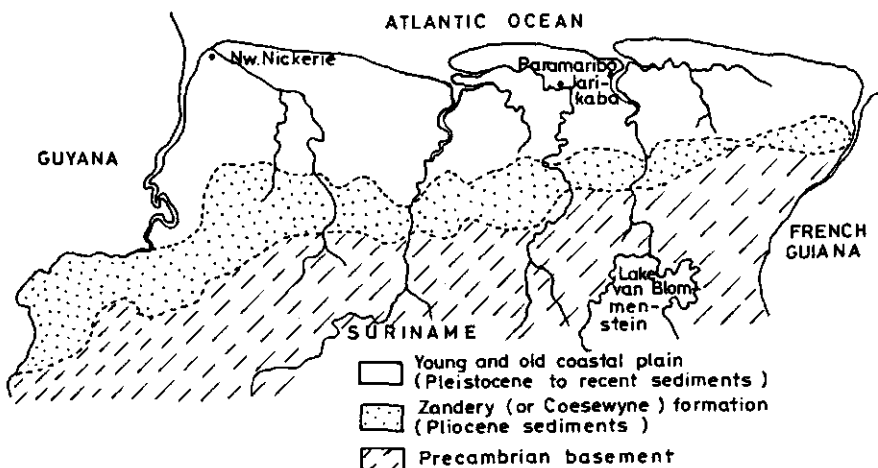 ATLANTIC OCEAN
Nw. Nickerie
Paramaribo
Jari-
kaba
GUYANA
FRENCH
GUIANA
Lake
van Blom-
men-
stein
SURINAME
Young and old coastal plain
(Pleistocene to recent sediments)
Zandery (or Coesewyne) formation
(Pliocene sediments)
Precambrian basement